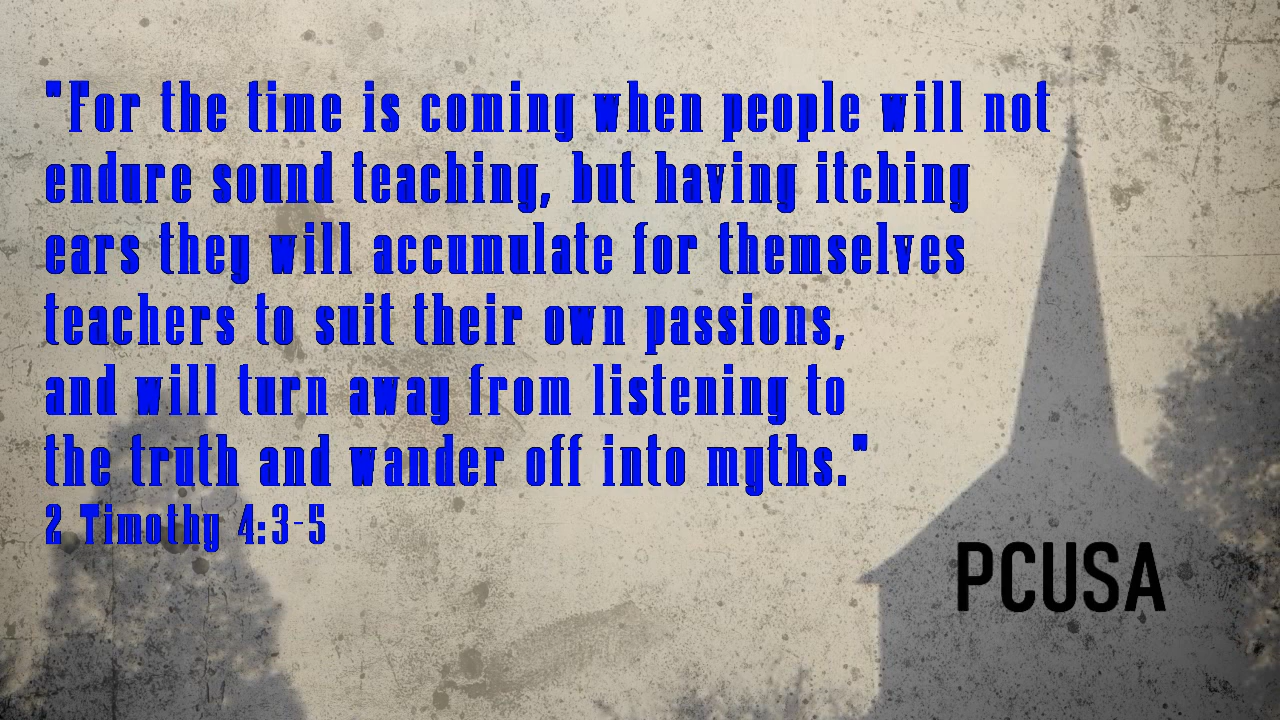 "For the time is coming when people will not
endure sound teaching, but having itching
ears they will accumulate for themselves
teachers to suit their own passions,
and will turn away from listening to
the truth and wander off into myths."
2 Timothy 4:3-5
PCUSA